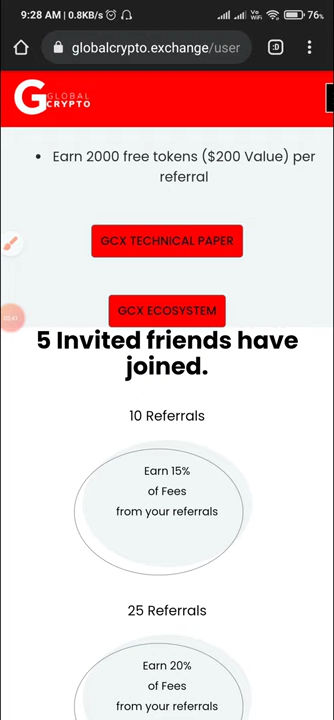 9:28 AM | 0.8KB/s
Vo WiFi 76%
globalcrypto.exchange/user
:D
GLOBAL
CRYPTO
• Earn 2000 free tokens ($200 Value) per
referral
GCX TECHNICAL PAPER
GCX ECOSYSTEM
5 Invited friends have
joined.
10 Referrals
Earn 15%
of Fees
from your referrals
25 Referrals
Earn 20%
of Fees
from your referrals